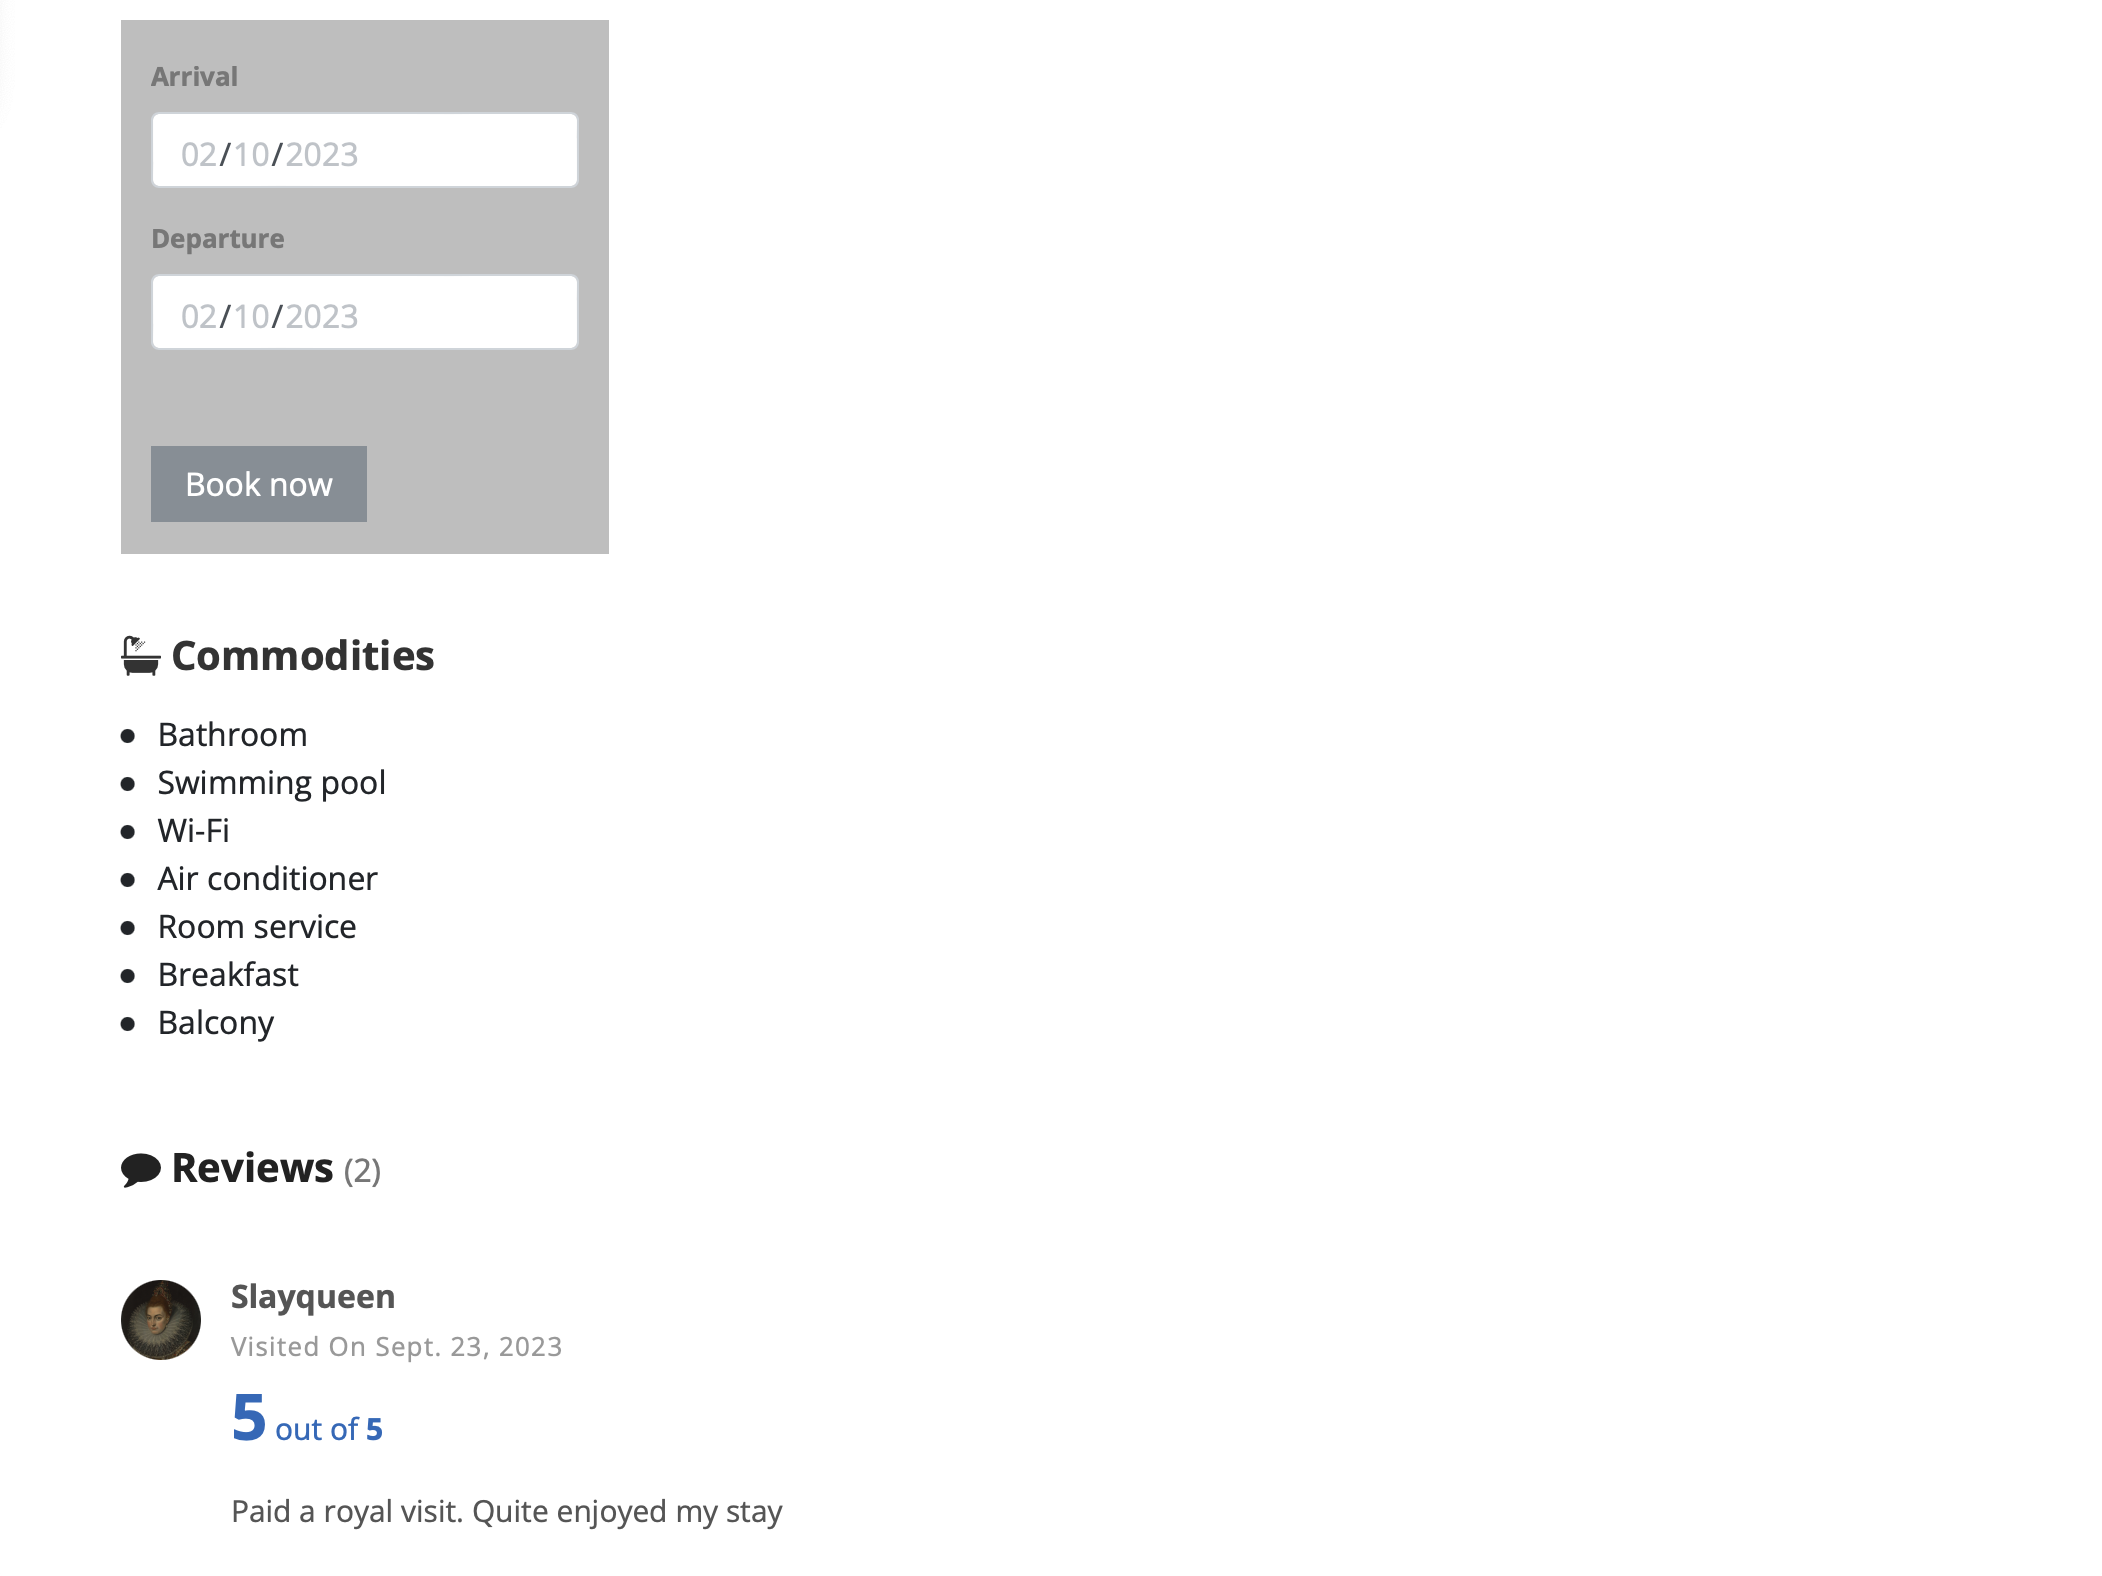 Arrival
02/10/2023
Departure
02/10/2023
Book now
Commodities
Bathroom
Swimming pool
Wi-Fi
Air conditioner
Room service
Breakfast
Balcony
Reviews (2)
Slayqueen
Visited On Sept. 23, 2023
5 out of 5
Paid a royal visit. Quite enjoyed my stay